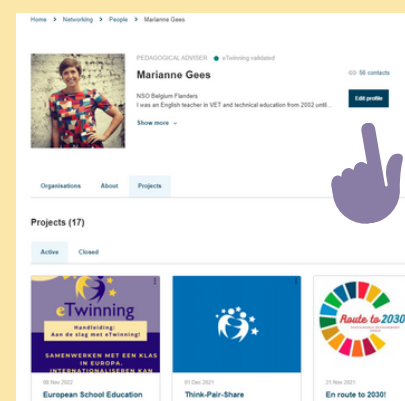 Home > Networking > People > Marianne Gees
PEDAGOGICAL ADVISER eTwinning validated
Marianne Gees
56 contacts
NSO Belgium Flanders
I was an English teacher in VET and technical education from 2002 until...
Edit profile
Show more
Organisations About Projects
Projects (17)
Active Closed
eTwinning
Handleiding:
Aan de slag met eTwinning!
SAMENWERKEN MET EEN KLAS
IN EUROPA.
INTERNATIONALISEREN KAN
Route to 2030
08 Nov 2022
European School Education
01 Dec 2021
Think-Pair-Share
21 Nov 2021
En route to 2030!